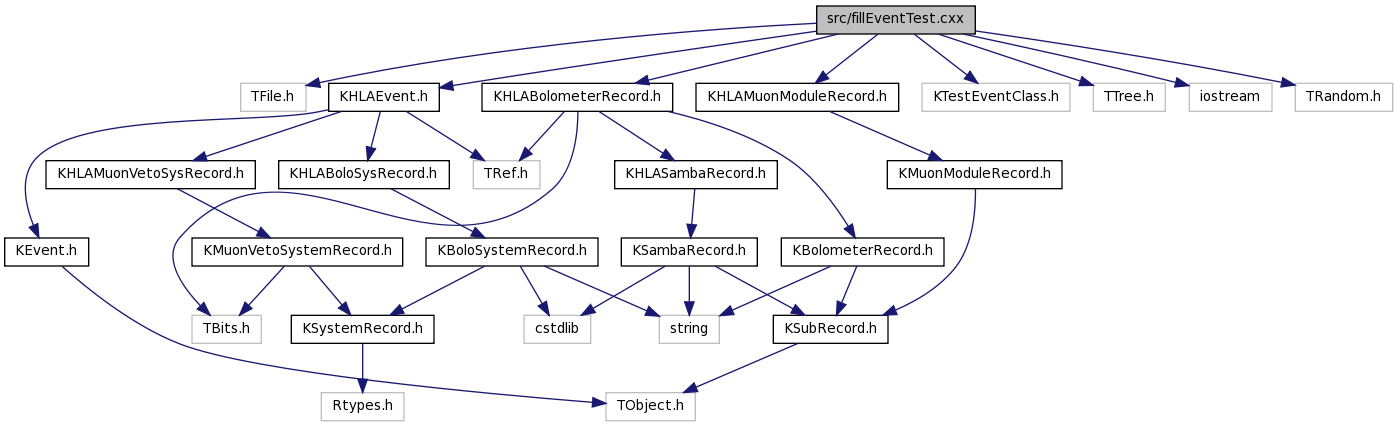 src/fillEventTest.cxx
TFile.h
KHLAEvent.h
KHLABolometerRecord.h
KHLAMuonModuleRecord.h
KTestEventClass.h
TTree.h
iostream
TRandom.h
KHLAMuonVetoSysRecord.h
KHLABoloSysRecord.h
TRef.h
KHLASambaRecord.h
KMuonModuleRecord.h
KEvent.h
KMuonVetoSystemRecord.h
KBoloSystemRecord.h
KSambaRecord.h
KBolometerRecord.h
TBits.h
KSystemRecord.h
cstdlib
string
KSubRecord.h
Rtypes.h
TObject.h